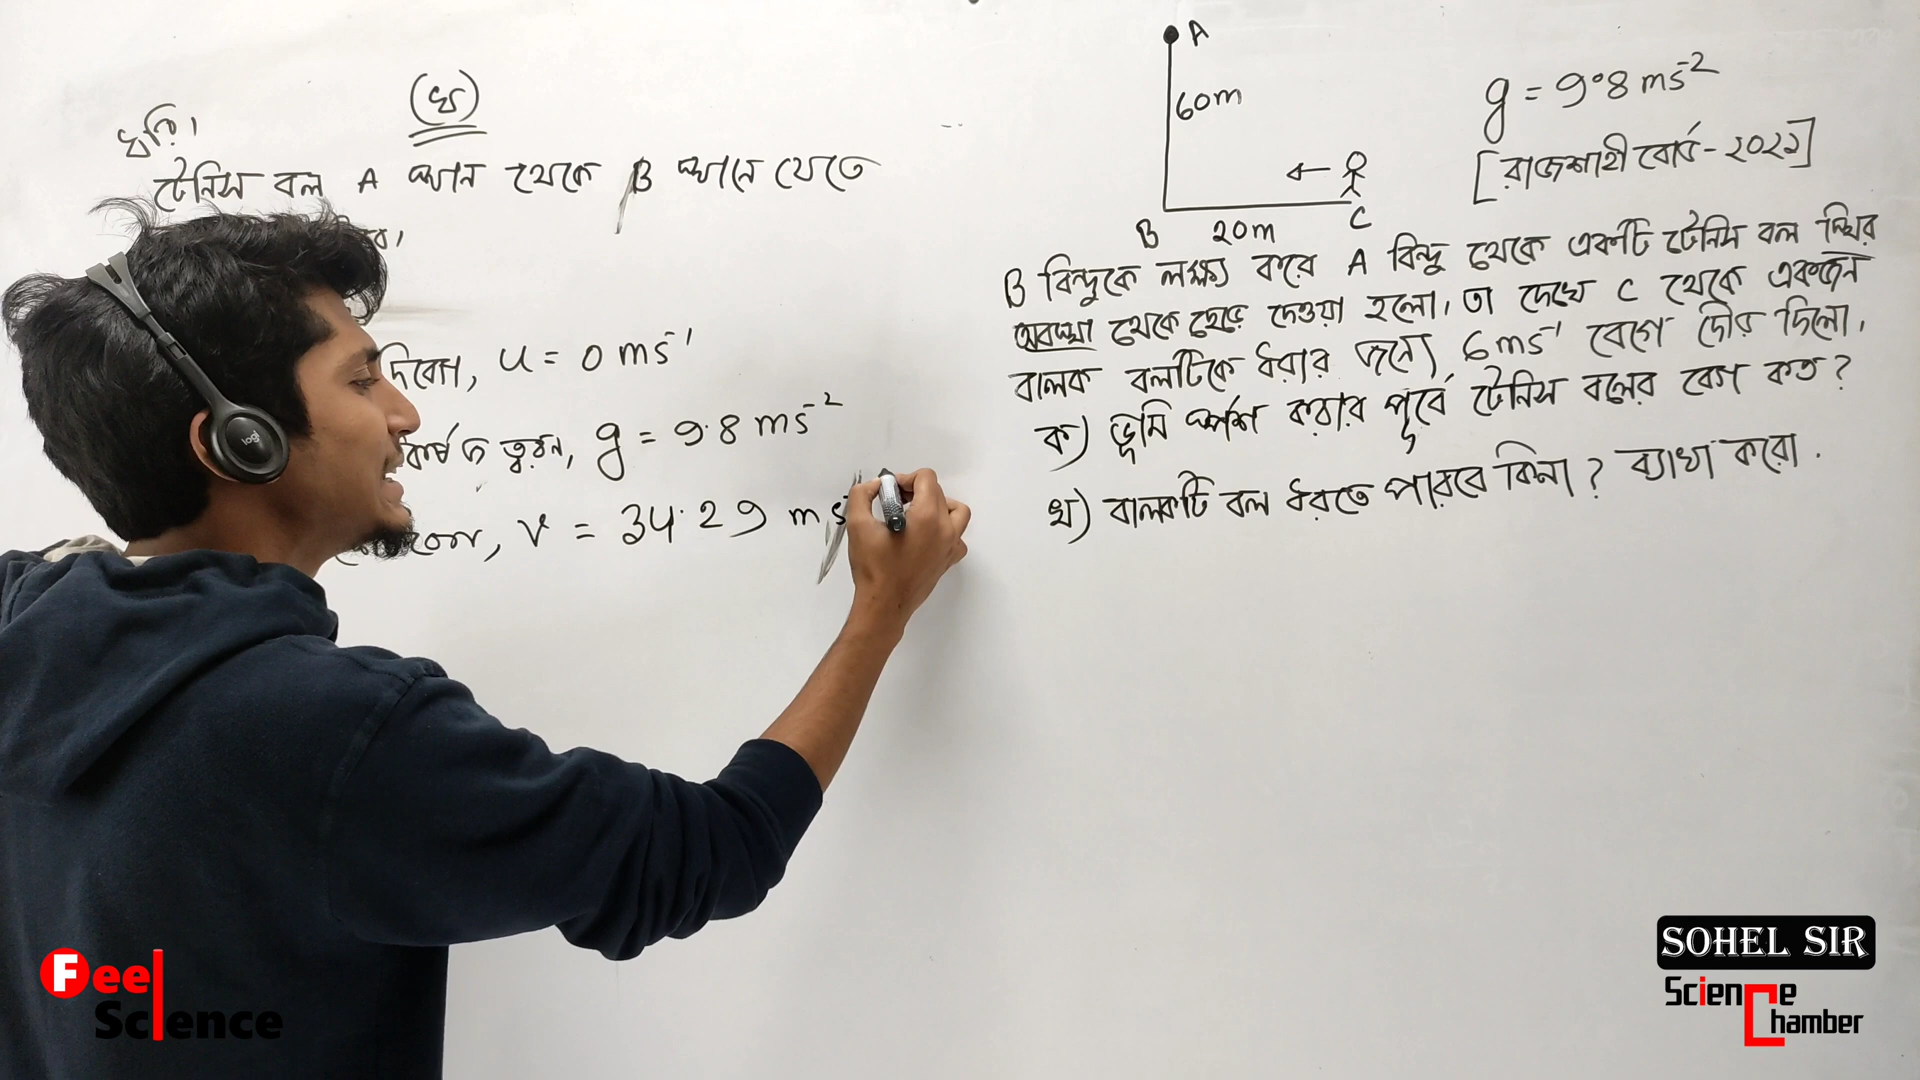 (খ)
ধরি।
টেনিস বল A স্থান থেকে B স্থানে যেতে
u = 0 ms⁻¹
ত্বরন, g = 9.8 ms⁻²
v = 34.29 ms
A
60m
B
20m
C
g = 9.8 ms⁻²
[রাজশাহী বোর্ড - ২০২১]
B বিন্দুকে লক্ষ্য করে A বিন্দু থেকে একটি টেনিস বল স্থির
অবস্থা থেকে ছেড়ে দেওয়া হলো। তা দেখে C থেকে একজন
বালক বলটিকে ধরার জন্যে 6ms⁻¹ বেগে দৌর দিলো।
ক) ভূমি স্পর্শ করার পূর্বে টেনিস বলের বেগ কত?
খ) বালকটি বল ধরতে পারবে কিনা? ব্যাখা করো.
logi
Feel
Science
SOHEL SIR
Science
Chamber